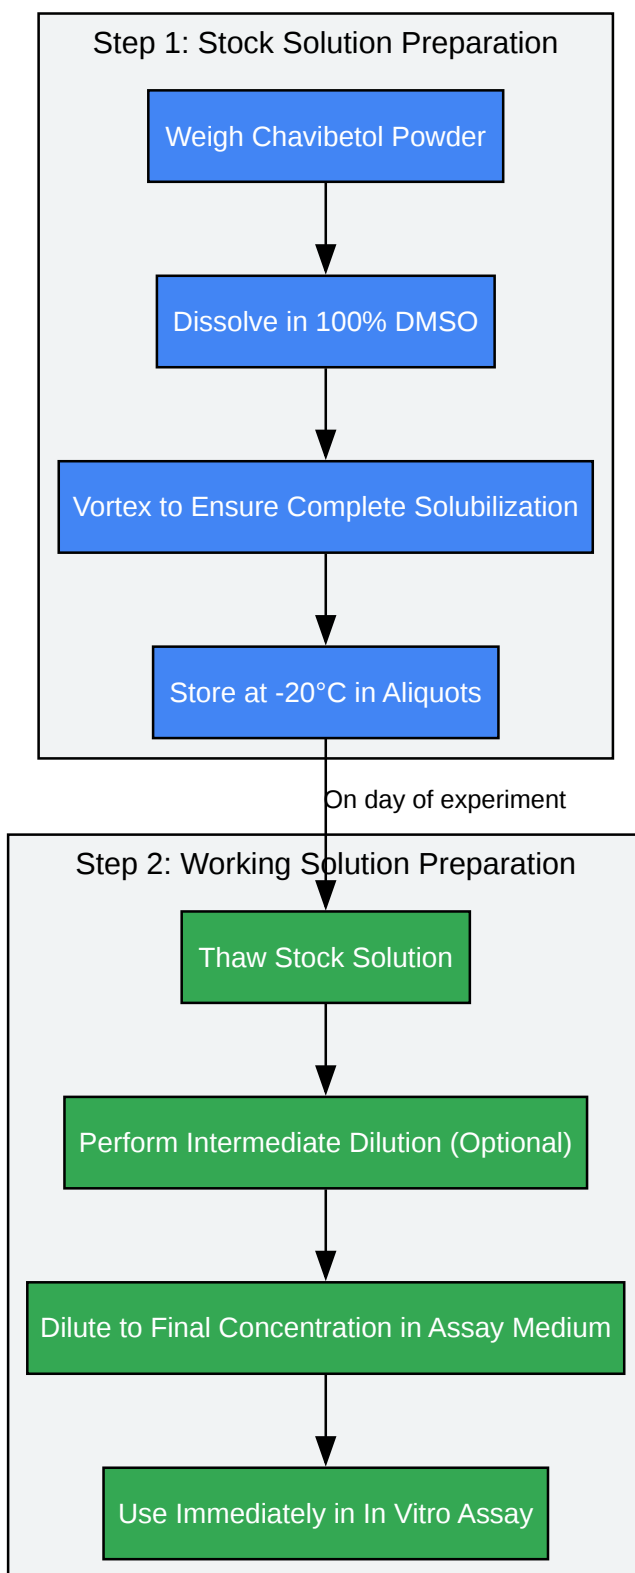 Step 1: Stock Solution Preparation
Weigh Chavibetol Powder
Dissolve in 100% DMSO
Vortex to Ensure Complete Solubilization
Store at -20°C in Aliquots
On day of experiment
Step 2: Working Solution Preparation
Thaw Stock Solution
Perform Intermediate Dilution (Optional)
Dilute to Final Concentration in Assay Medium
Use Immediately in In Vitro Assay